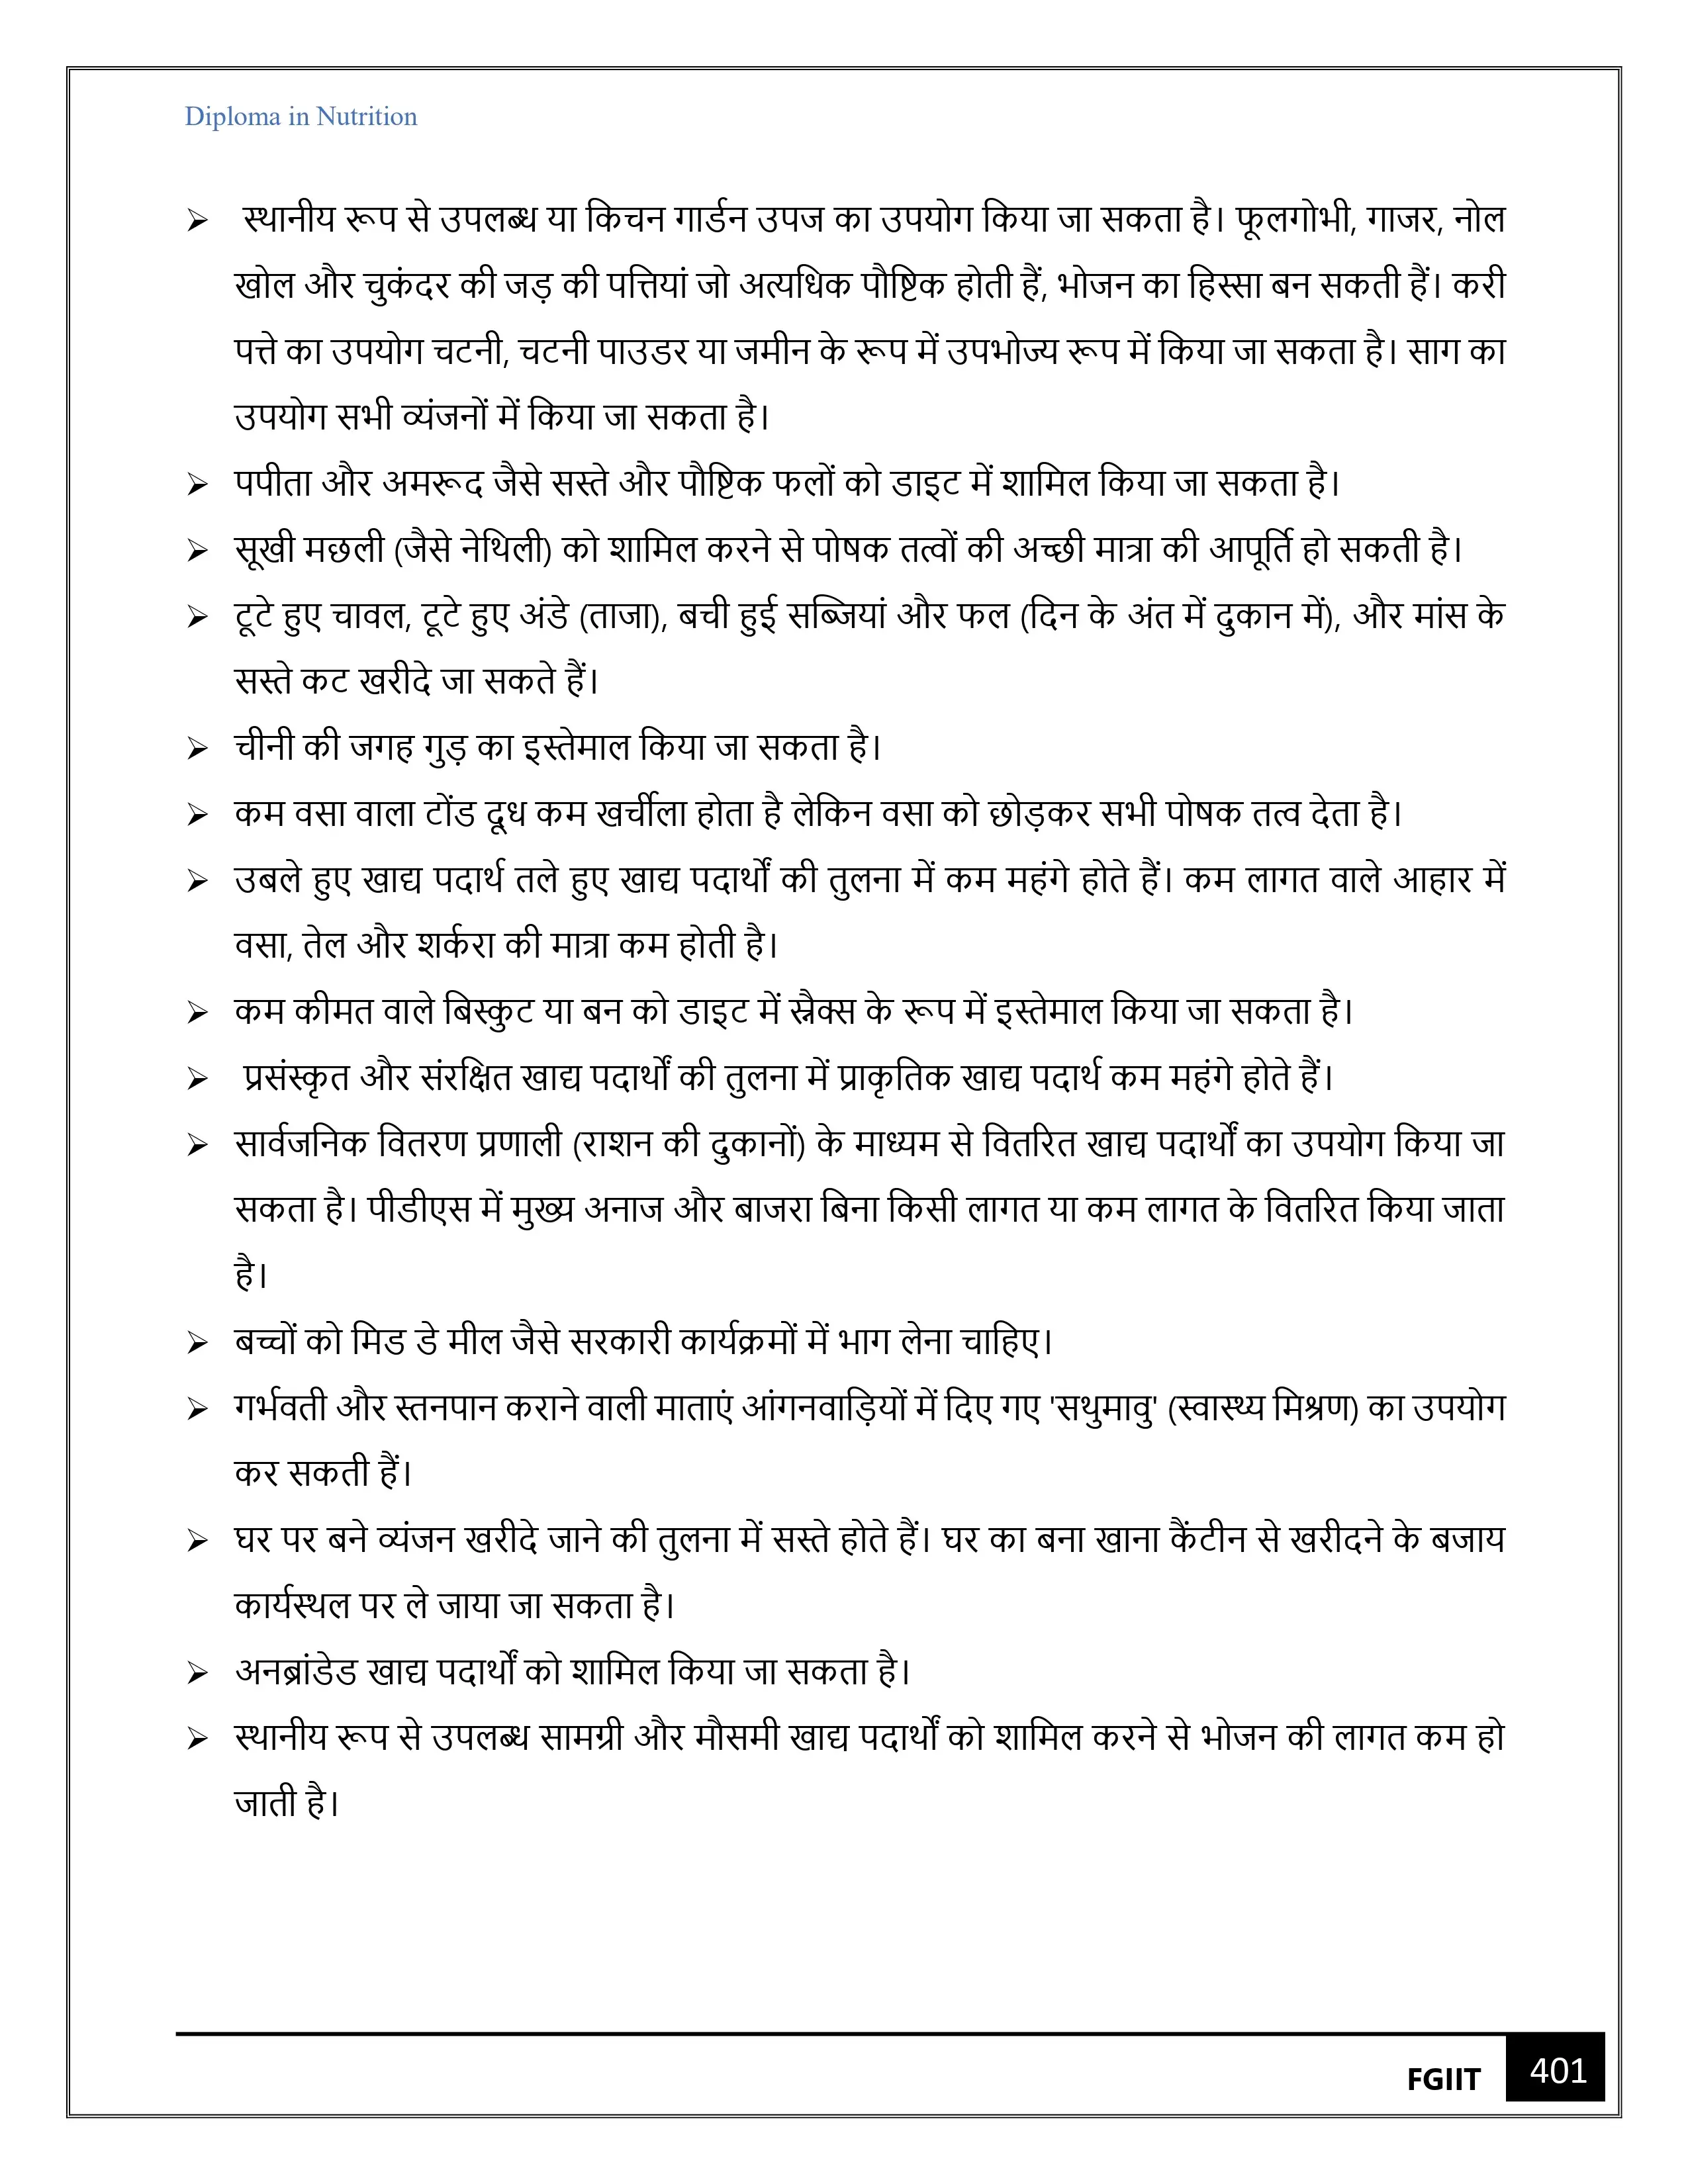 Diploma in Nutrition
➢ स्थानीय रूप से उपलब्ध या किचन गार्डन उपज का उपयोग किया जा सकता है। फूलगोभी, गाजर, नोल
खोल और चुकंदर की जड़ की पत्तियां जो अत्यधिक पौष्टिक होती हैं, भोजन का हिस्सा बन सकती हैं। करी
पत्ते का उपयोग चटनी, चटनी पाउडर या जमीन के रूप में उपभोज्य रूप में किया जा सकता है। साग का
उपयोग सभी व्यंजनों में किया जा सकता है।
➢ पपीता और अमरूद जैसे सस्ते और पौष्टिक फलों को डाइट में शामिल किया जा सकता है।
➢ सूखी मछली (जैसे नेथिली) को शामिल करने से पोषक तत्वों की अच्छी मात्रा की आपूर्ति हो सकती है।
➢ टूटे हुए चावल, टूटे हुए अंडे (ताजा), बची हुई सब्जियां और फल (दिन के अंत में दुकान में), और मांस के
सस्ते कट खरीदे जा सकते हैं।
➢ चीनी की जगह गुड़ का इस्तेमाल किया जा सकता है।
➢ कम वसा वाला टोंड दूध कम खर्चीला होता है लेकिन वसा को छोड़कर सभी पोषक तत्व देता है।
➢ उबले हुए खाद्य पदार्थ तले हुए खाद्य पदार्थों की तुलना में कम महंगे होते हैं। कम लागत वाले आहार में
वसा, तेल और शर्करा की मात्रा कम होती है।
➢ कम कीमत वाले बिस्कुट या बन को डाइट में स्नैक्स के रूप में इस्तेमाल किया जा सकता है।
➢ प्रसंस्कृत और संरक्षित खाद्य पदार्थों की तुलना में प्राकृतिक खाद्य पदार्थ कम महंगे होते हैं।
➢ सार्वजनिक वितरण प्रणाली (राशन की दुकानों) के माध्यम से वितरित खाद्य पदार्थों का उपयोग किया जा
सकता है। पीडीएस में मुख्य अनाज और बाजरा बिना किसी लागत या कम लागत के वितरित किया जाता
है।
➢ बच्चों को मिड डे मील जैसे सरकारी कार्यक्रमों में भाग लेना चाहिए।
➢ गर्भवती और स्तनपान कराने वाली माताएं आंगनवाड़ियों में दिए गए 'सथुमावु' (स्वास्थ्य मिश्रण) का उपयोग
कर सकती हैं।
➢ घर पर बने व्यंजन खरीदे जाने की तुलना में सस्ते होते हैं। घर का बना खाना कैंटीन से खरीदने के बजाय
कार्यस्थल पर ले जाया जा सकता है।
➢ अनब्रांडेड खाद्य पदार्थों को शामिल किया जा सकता है।
➢ स्थानीय रूप से उपलब्ध सामग्री और मौसमी खाद्य पदार्थों को शामिल करने से भोजन की लागत कम हो
जाती है।
FGIIT 401